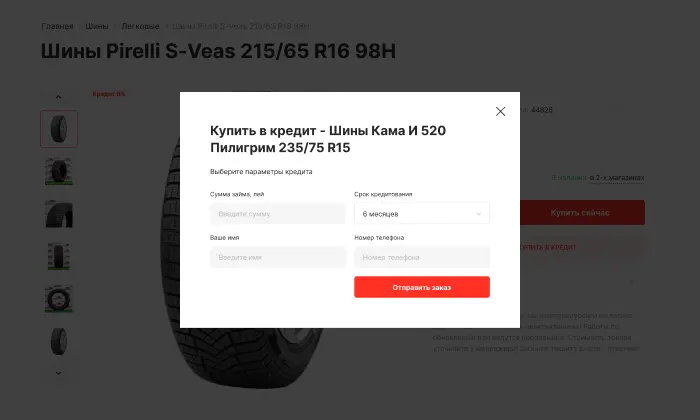 Главная
Шины
Легковые
Шины Pirelli S-Veas 215/65 R16 98H
Шины Pirelli S-Veas 215/65 R16 98H
Кредит 0%
44826
Купить в кредит - Шины Кама И 520
Пилигрим 235/75 R15
Выберите параметры кредита
Сумма займа, лей
Срок кредитования
Введите сумму
6 месяцев
Ваше имя
Номер телефона
Введите имя
Номер телефона
Отправить заказ
В наличии в 2-х магазинах
Купить сейчас
КУПИТЬ В КРЕДИТ